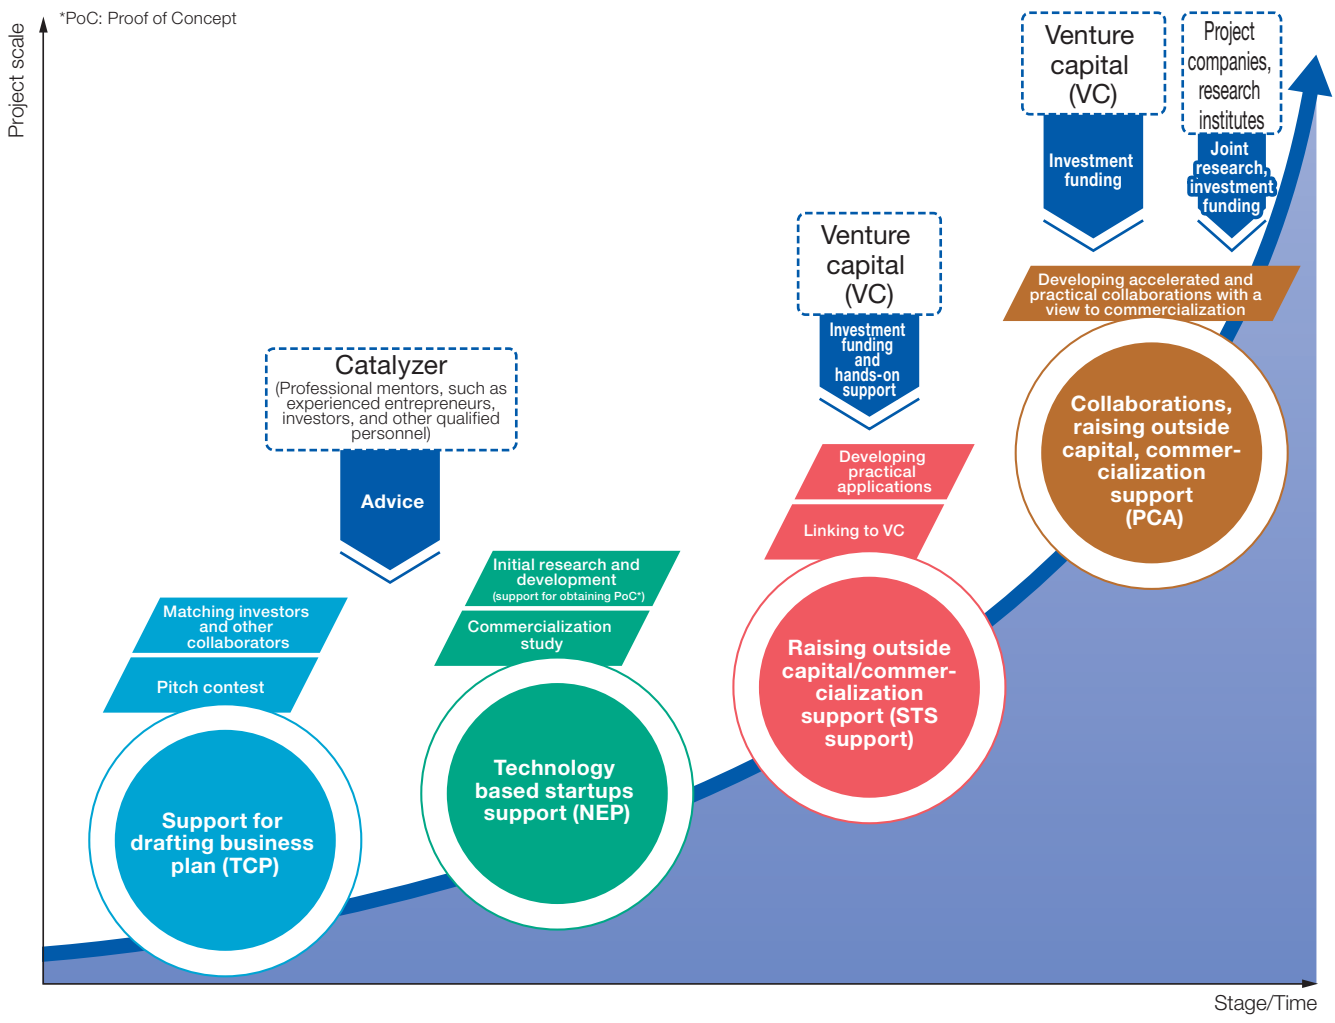 *PoC: Proof of Concept
Project scale
Venture
capital
(VC)
Investment
funding
Project
companies,
research
institutes
Joint
research,
investment
funding
Developing accelerated and
practical collaborations with a
view to commercialization
Collaborations,
raising outside
capital, commer-
cialization
support
(PCA)
Venture
capital
(VC)
Investment
funding
and
hands-on
support
Developing
practical
applications
Linking to VC
Raising outside
capital/commer-
cialization
support (STS
support)
Catalyzer
(Professional mentors, such as
experienced entrepreneurs,
investors, and other qualified
personnel)
Advice
Initial research and
development
(support for obtaining PoC*)
Commercialization
study
Technology
based startups
support (NEP)
Matching investors
and other
collaborators
Pitch contest
Support for
drafting business
plan (TCP)
Stage/Time